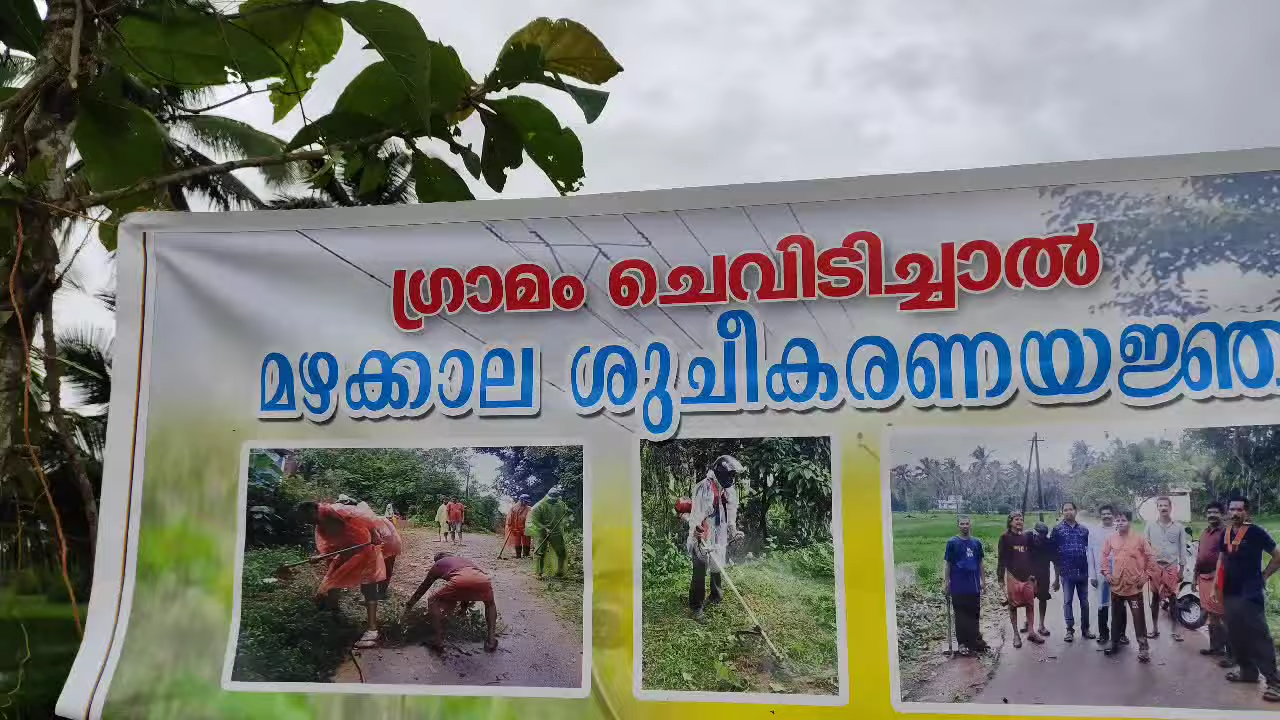 ഗ്രാമം ചെവിടിച്ചാൽ
മഴക്കാല ശുചീകരണയജ്ഞ